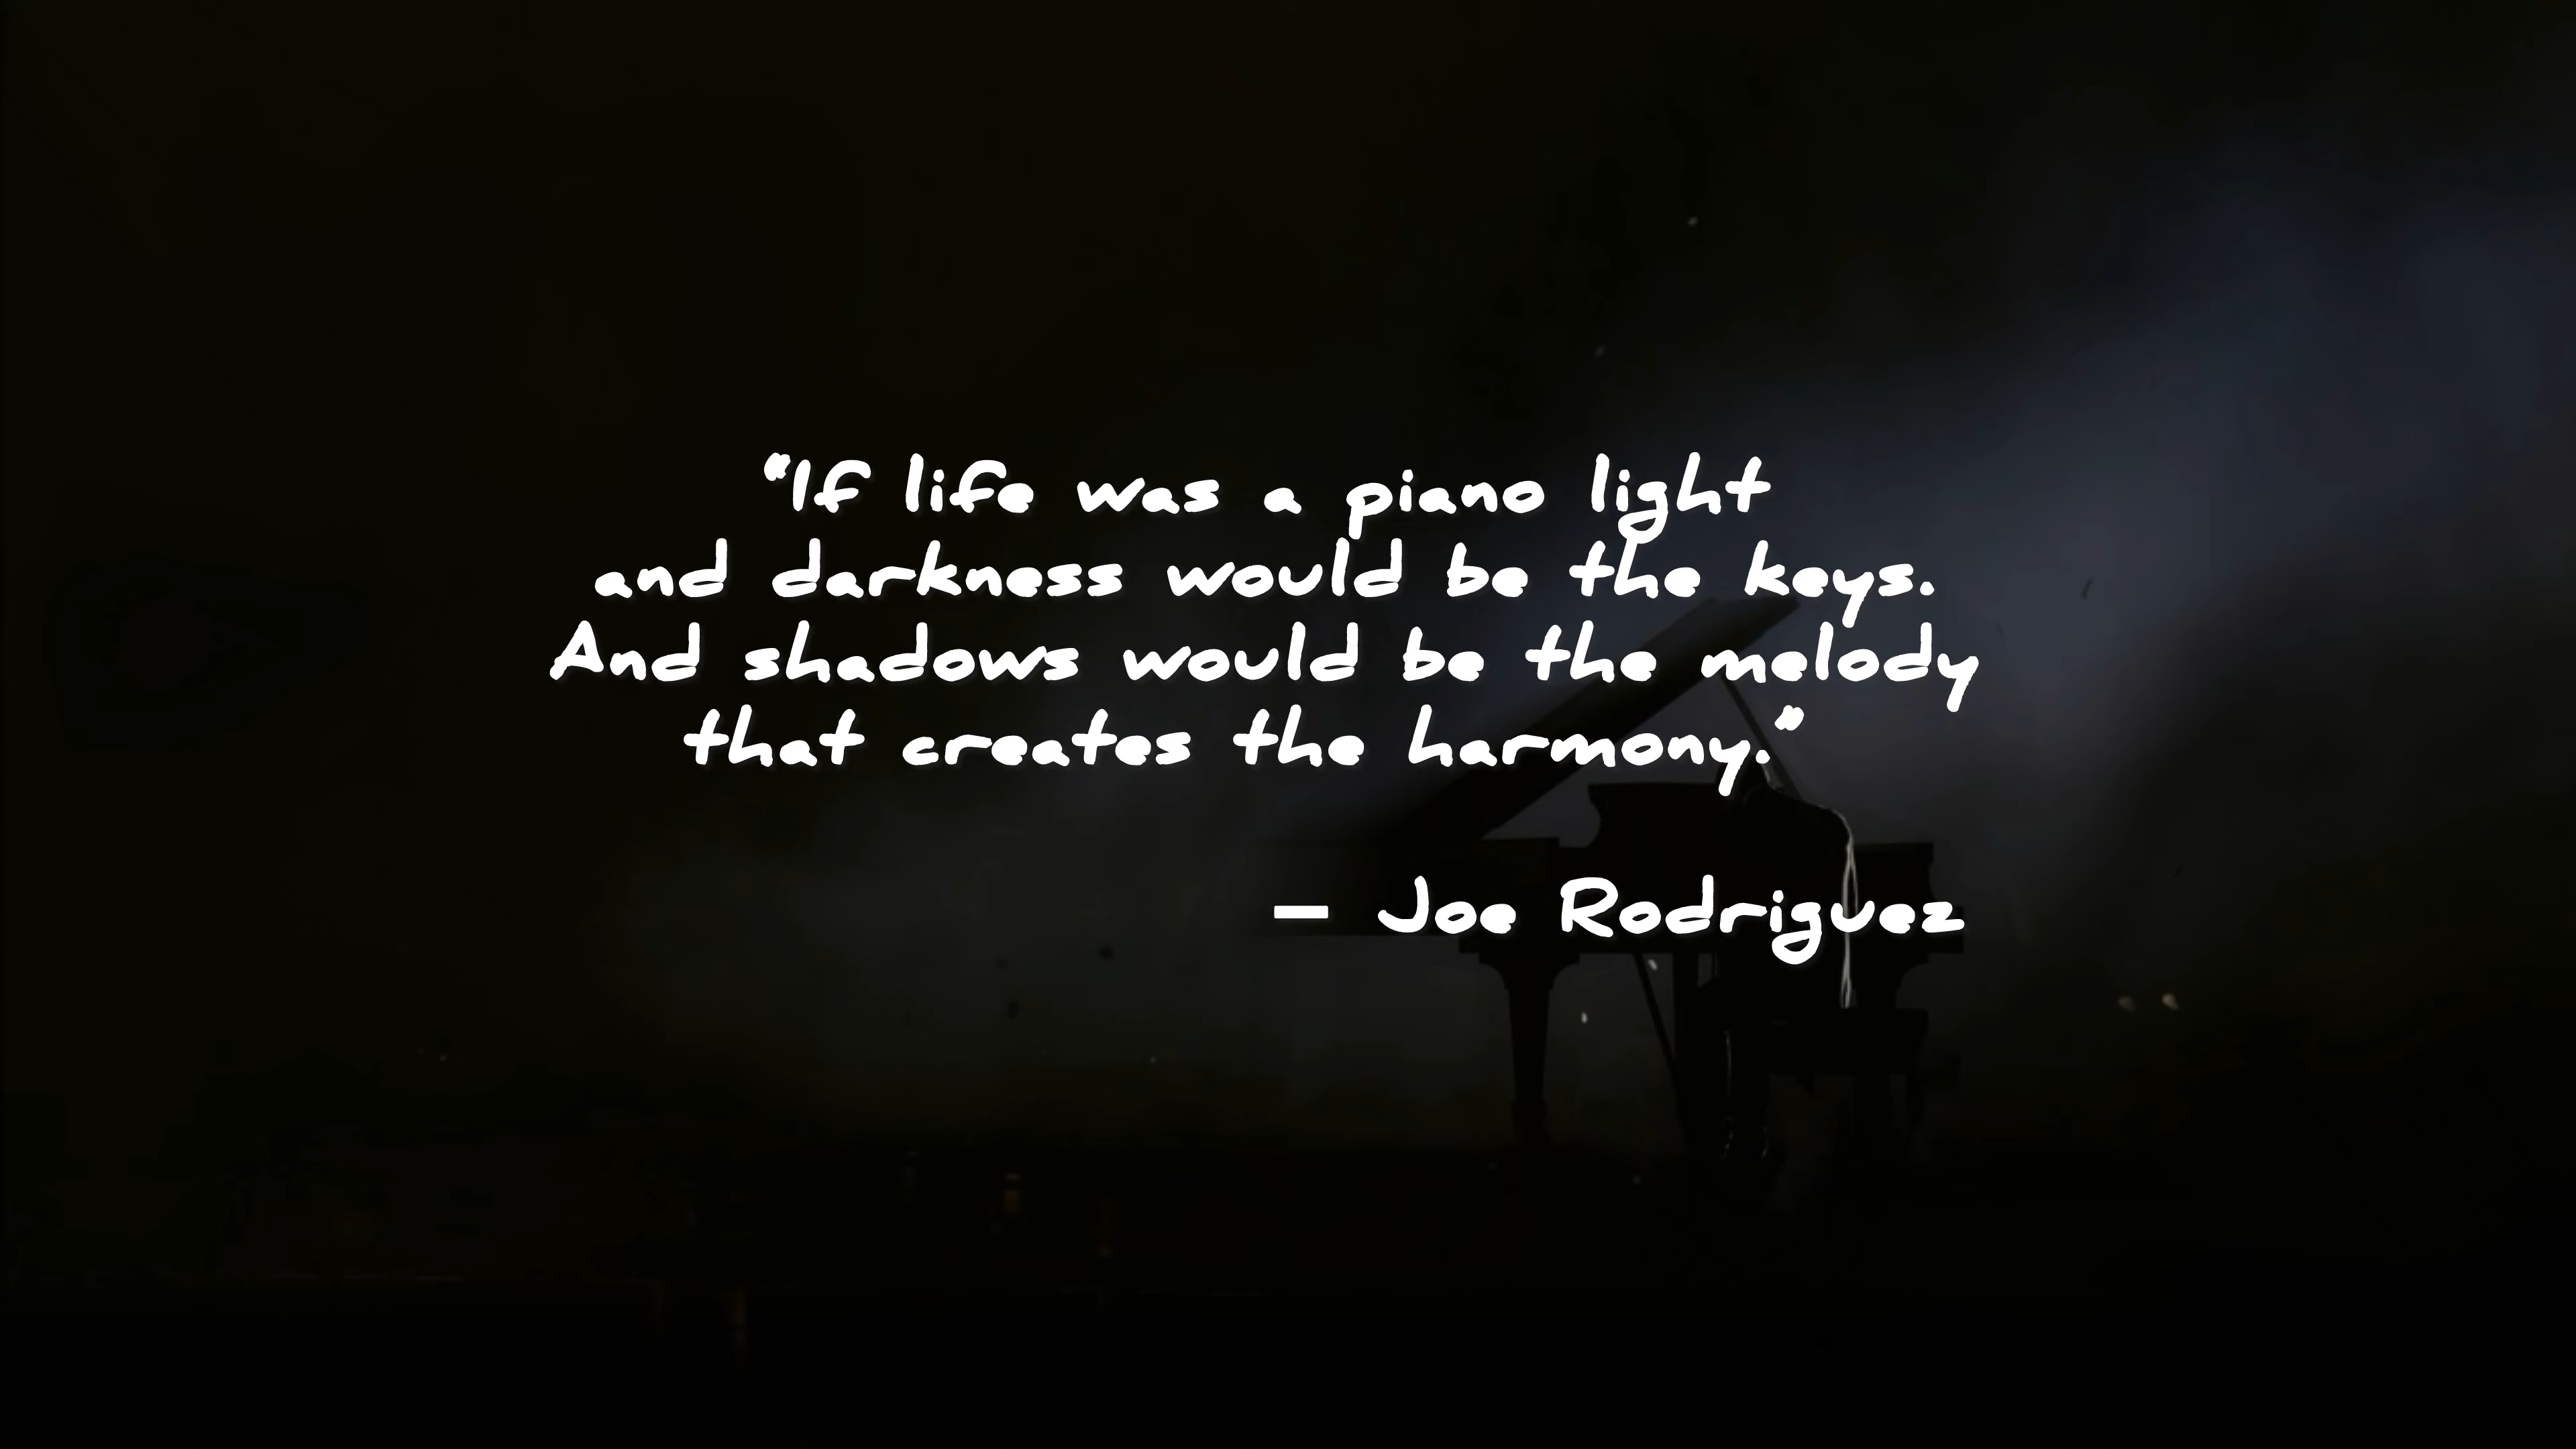 “If life was a piano light
and darkness would be the keys.
And shadows would be the melody
that creates the harmony.”
— Joe Rodriguez